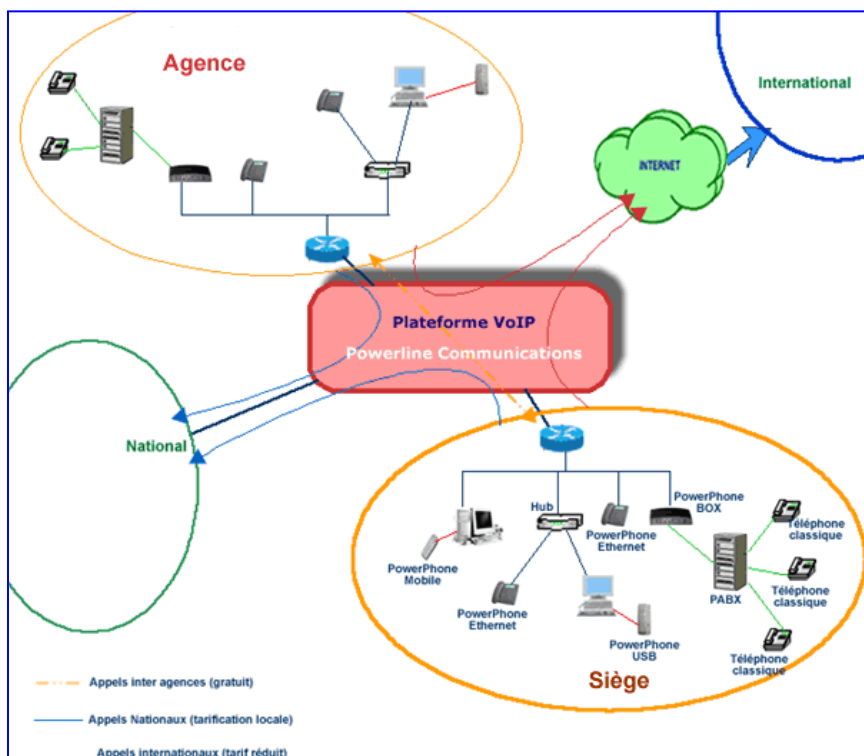 Agence
International
INTERNET
Plateforme VoIP
Powerline Communications
National
Hub
PowerPhone
BOX
PowerPhone
Ethernet
Téléphone
classique
PowerPhone
Mobile
PowerPhone
Ethernet
PABX
Téléphone
classique
PowerPhone
USB
Téléphone
classique
Siège
Appels inter agences (gratuit)
Appels Nationaux (tarification locale)
Appels internationaux (tarif réduit)